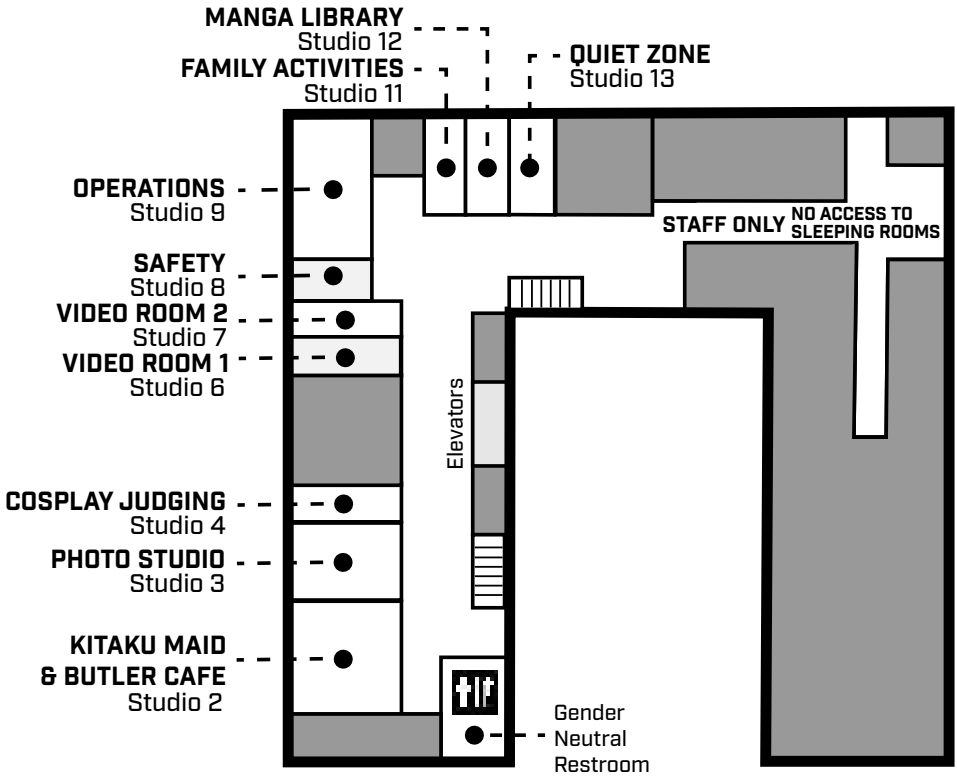 MANGA LIBRARY
Studio 12
FAMILY ACTIVITIES
Studio 11
QUIET ZONE
Studio 13
OPERATIONS
Studio 9
STAFF ONLY
NO ACCESS TO
SLEEPING ROOMS
SAFETY
Studio 8
VIDEO ROOM 2
Studio 7
VIDEO ROOM 1
Studio 6
Elevators
COSPLAY JUDGING
Studio 4
PHOTO STUDIO
Studio 3
KITAKU MAID
& BUTLER CAFE
Studio 2
Gender
Neutral
Restroom